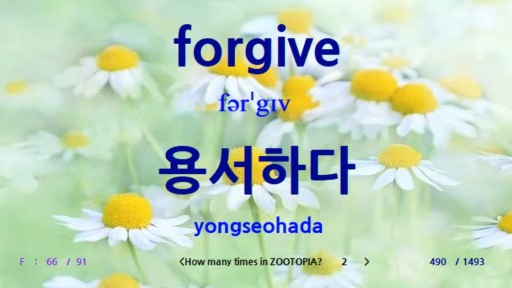 forgive
fər'gɪv
용서하다
yongseohada
F : 66 / 91 <How many times in ZOOTOPIA? 2 > 490 / 1493